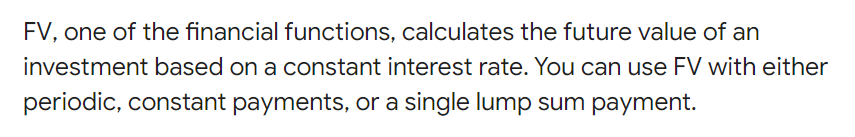 FV, one of the financial functions, calculates the future value of an
investment based on a constant interest rate. You can use FV with either
periodic, constant payments, or a single lump sum payment.